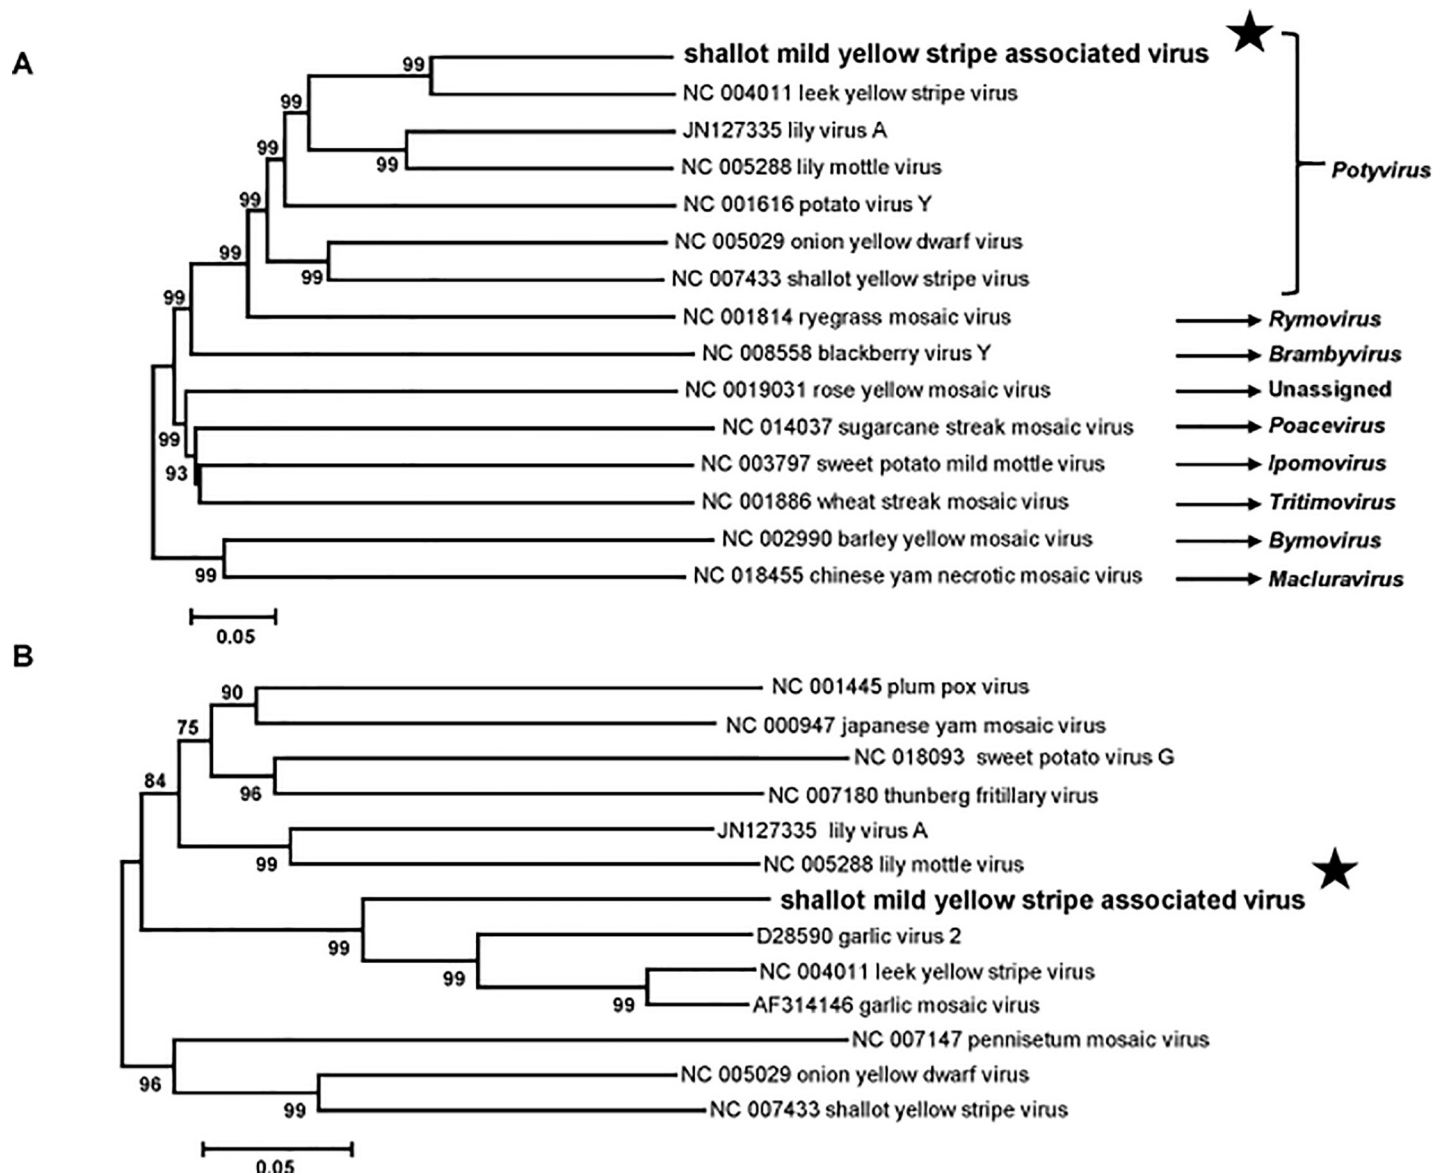 A
shallot mild yellow stripe associated virus
99
NC 004011 leek yellow stripe virus
99
JN127335 lily virus A
99
NC 005288 lily mottle virus
99
Potyvirus
NC 001616 potato virus Y
99
NC 005029 onion yellow dwarf virus
99
NC 007433 shallot yellow stripe virus
99
99
NC 001814 ryegrass mosaic virus
Rymovirus
NC 008558 blackberry virus Y
Brambyvirus
NC 0019031 rose yellow mosaic virus
Unassigned
NC 014037 sugarcane streak mosaic virus
Poacevirus
99
NC 003797 sweet potato mild mottle virus
Ipomovirus
93
NC 001886 wheat streak mosaic virus
Tritimovirus
NC 002990 barley yellow mosaic virus
Bymovirus
NC 018455 chinese yam necrotic mosaic virus
Macluravirus
99
0.05
B
NC 001445 plum pox virus
90
NC 000947 japanese yam mosaic virus
75
NC 018093 sweet potato virus G
84
NC 007180 thunberg fritillary virus
96
JN127335 lily virus A
NC 005288 lily mottle virus
99
shallot mild yellow stripe associated virus
D28590 garlic virus 2
99
NC 004011 leek yellow stripe virus
99
AF314146 garlic mosaic virus
99
NC 007147 pennisetum mosaic virus
NC 005029 onion yellow dwarf virus
96
NC 007433 shallot yellow stripe virus
99
0.05